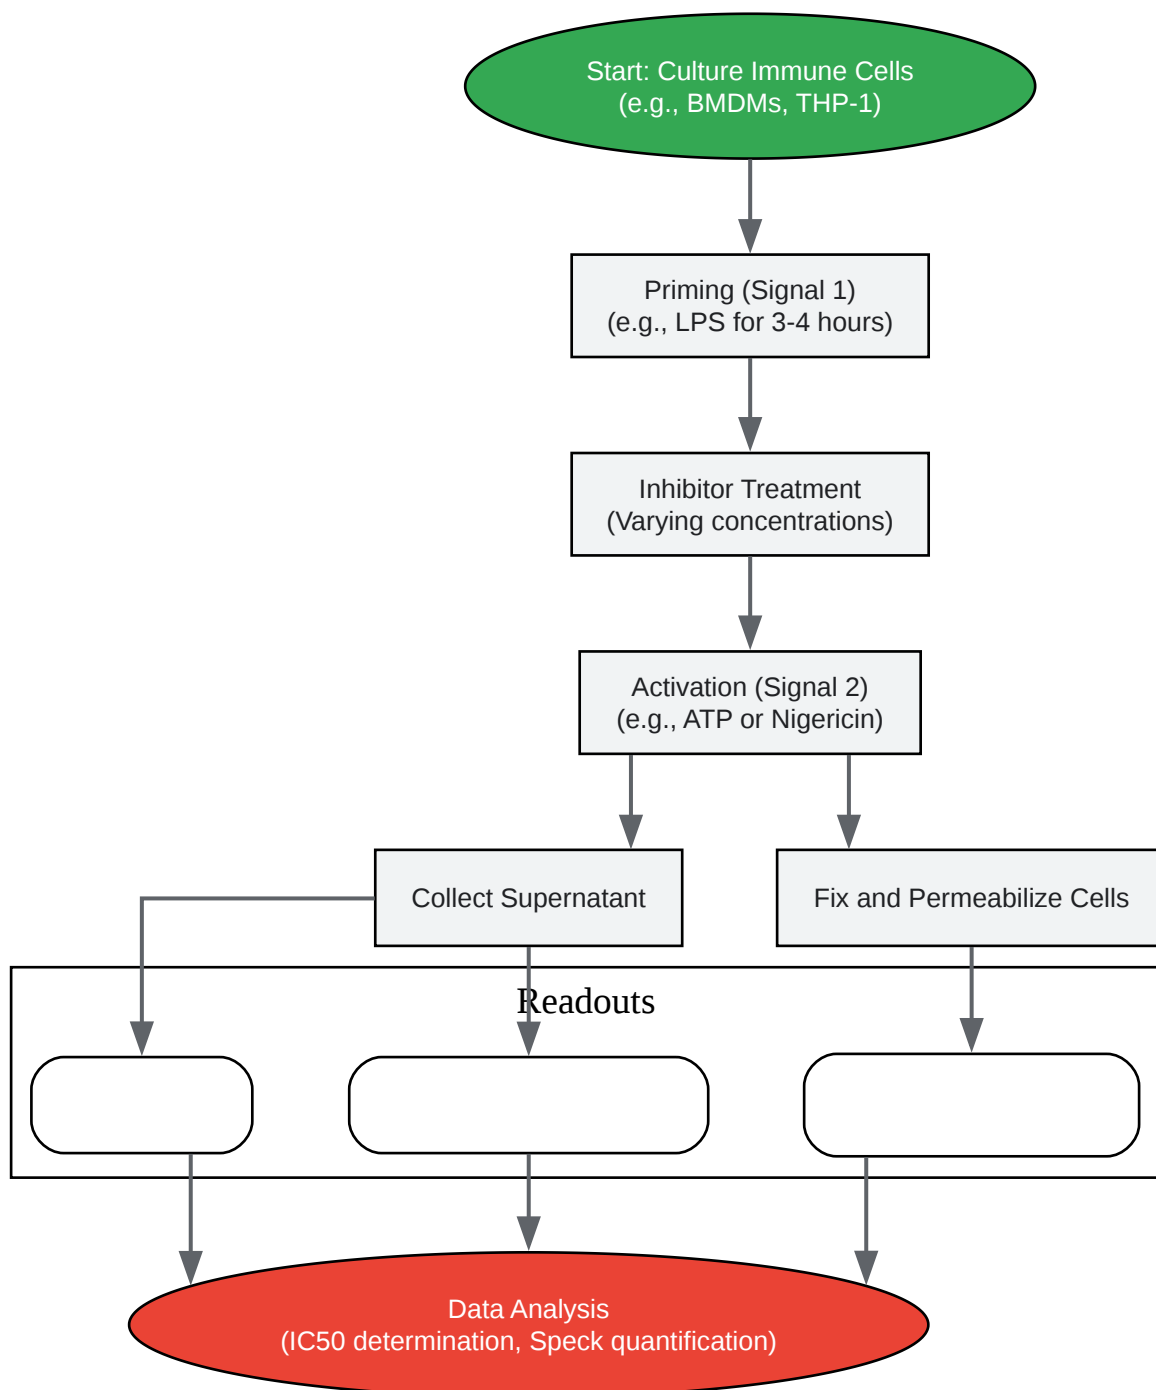 Start: Culture Immune Cells
(e.g., BMDMs, THP-1)
Priming (Signal 1)
(e.g., LPS for 3-4 hours)
Inhibitor Treatment
(Varying concentrations)
Activation (Signal 2)
(e.g., ATP or Nigericin)
Collect Supernatant
Fix and Permeabilize Cells
Readouts
Data Analysis
(IC50 determination, Speck quantification)